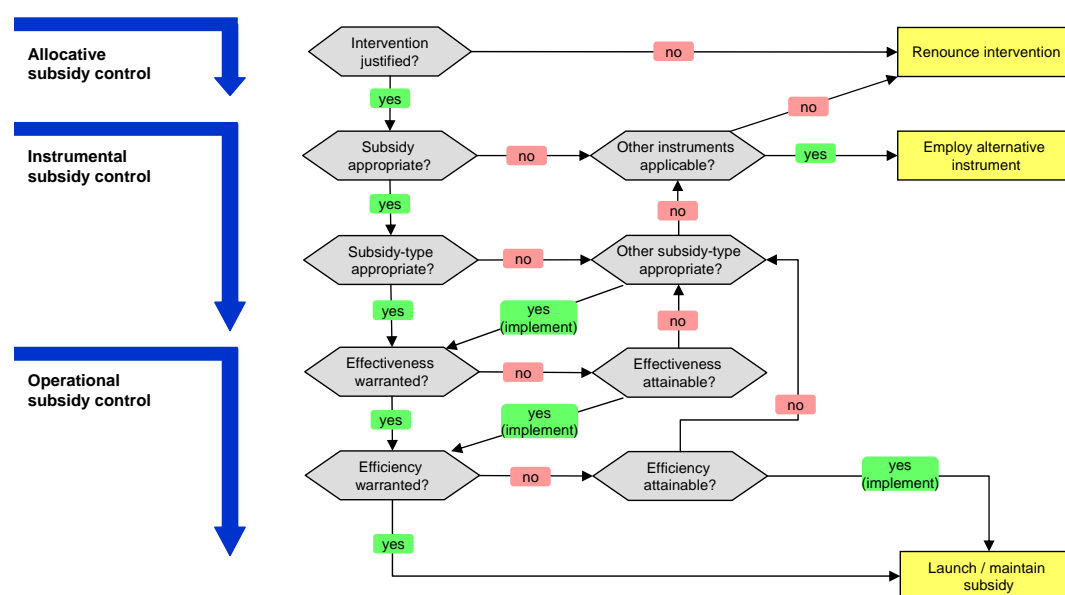 Allocative
subsidy control
Intervention
justified?
no
Renounce intervention
yes
no
Instrumental
subsidy control
Subsidy
appropriate?
no
Other instruments
applicable?
yes
Employ alternative
instrument
yes
no
Subsidy-type
appropriate?
no
Other subsidy-type
appropriate?
yes
yes
(implement)
no
Operational
subsidy control
Effectiveness
warranted?
no
Effectiveness
attainable?
yes
yes
(implement)
no
Efficiency
warranted?
no
Efficiency
attainable?
yes
(implement)
yes
Launch / maintain
subsidy